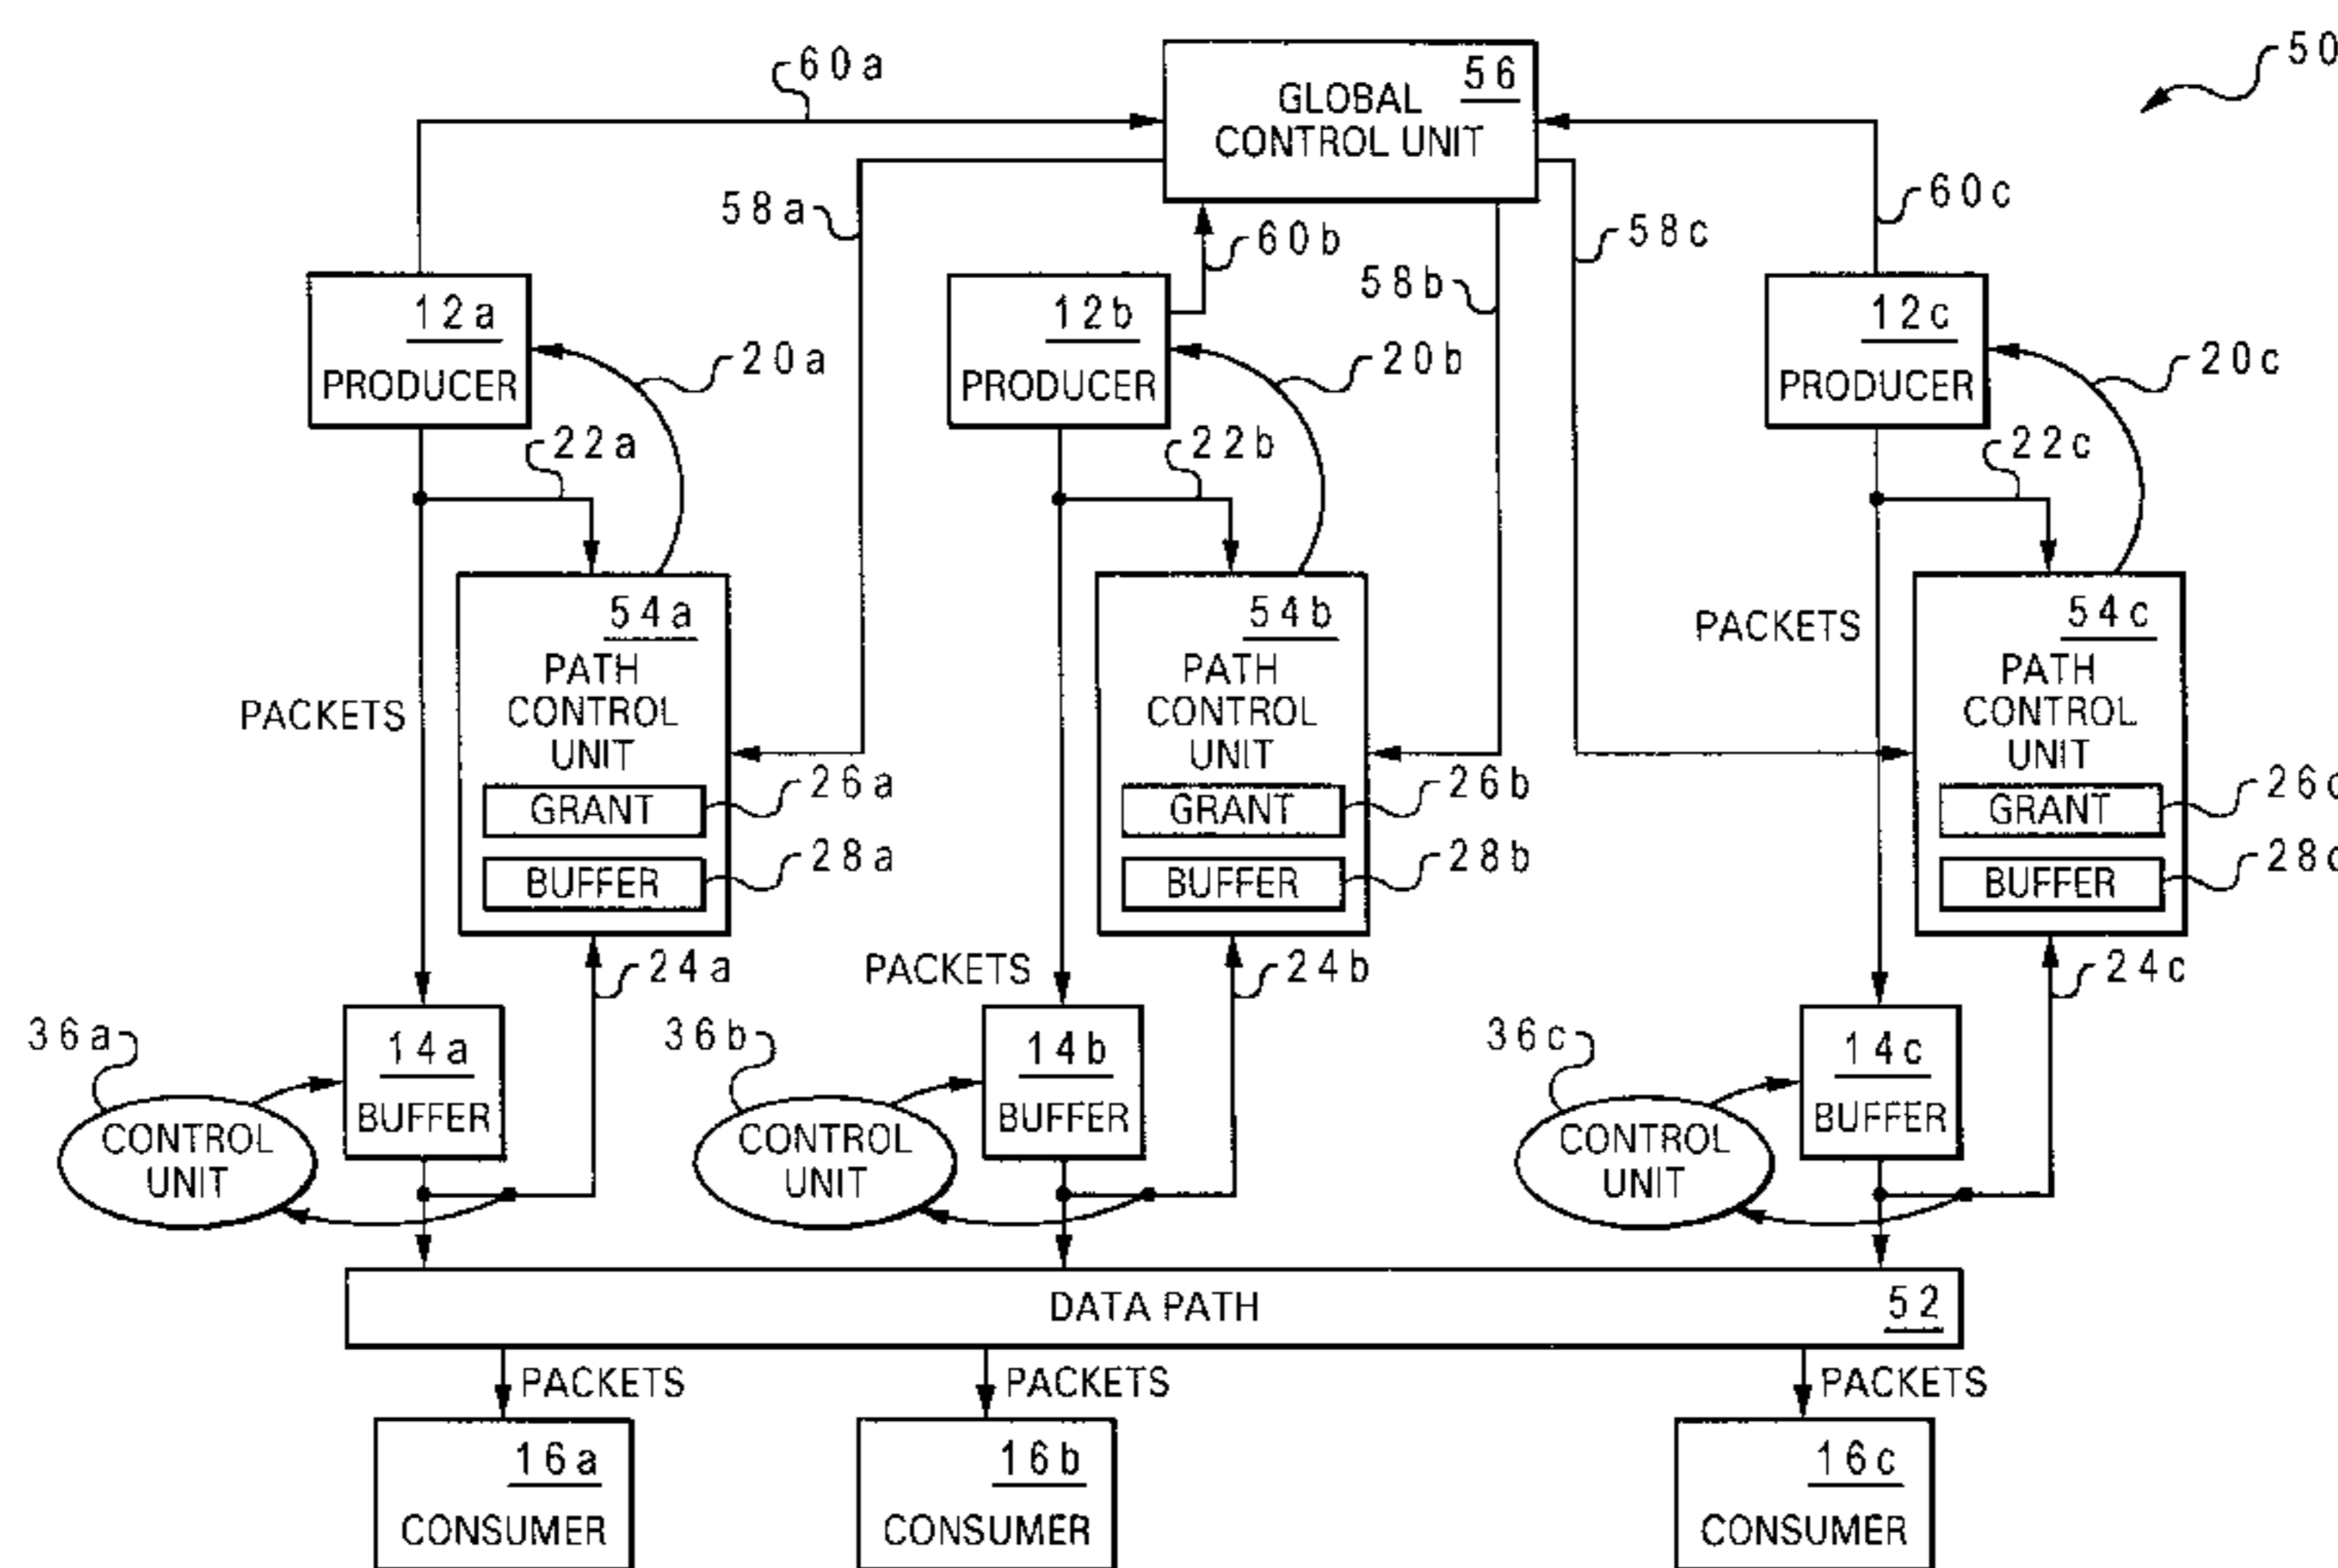 50
60a
56
GLOBAL
CONTROL UNIT
58a
60b
58b
58c
60c
12a
PRODUCER
20a
12b
PRODUCER
20b
12c
PRODUCER
20c
22a
22b
22c
PACKETS
54a
PATH
CONTROL
UNIT
GRANT
BUFFER
26a
28a
PACKETS
54b
PATH
CONTROL
UNIT
GRANT
BUFFER
26b
28b
PACKETS
54c
PATH
CONTROL
UNIT
GRANT
BUFFER
26c
28c
24a
24b
24c
36a
CONTROL
UNIT
14a
BUFFER
36b
CONTROL
UNIT
14b
BUFFER
36c
CONTROL
UNIT
14c
BUFFER
DATA PATH
52
PACKETS
PACKETS
PACKETS
16a
CONSUMER
16b
CONSUMER
16c
CONSUMER